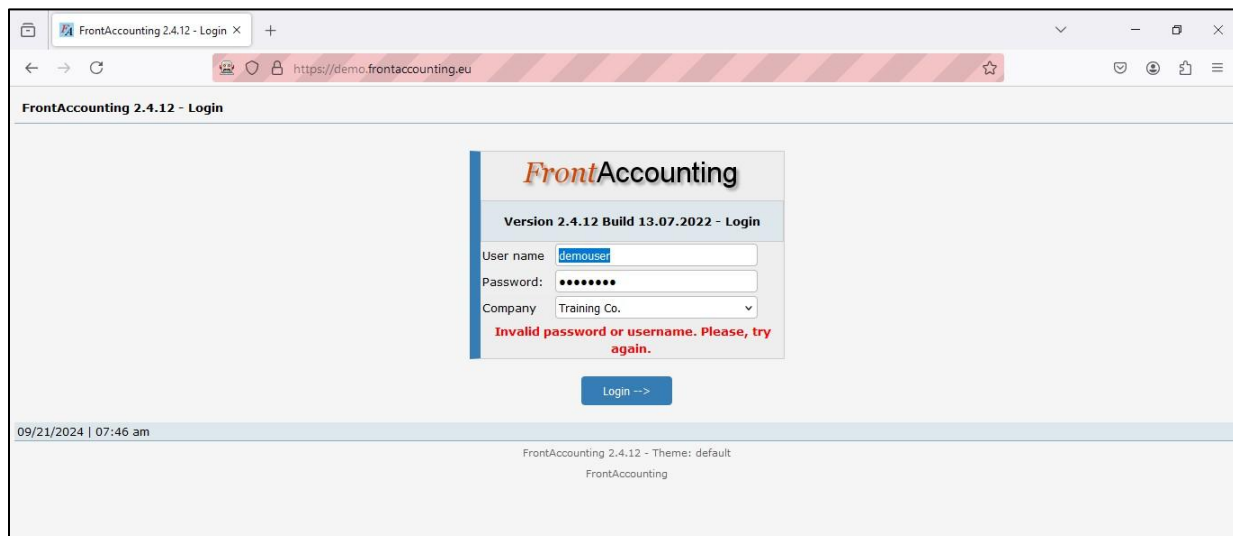 FrontAccounting 2.4.12 - Login
https://demo.frontaccounting.eu
FrontAccounting 2.4.12 - Login
FrontAccounting
Version 2.4.12 Build 13.07.2022 - Login
User name demouser
Password: ●●●●●●●●
Company Training Co.
Invalid password or username. Please, try
again.
Login -->
09/21/2024 | 07:46 am
FrontAccounting 2.4.12 - Theme: default
FrontAccounting